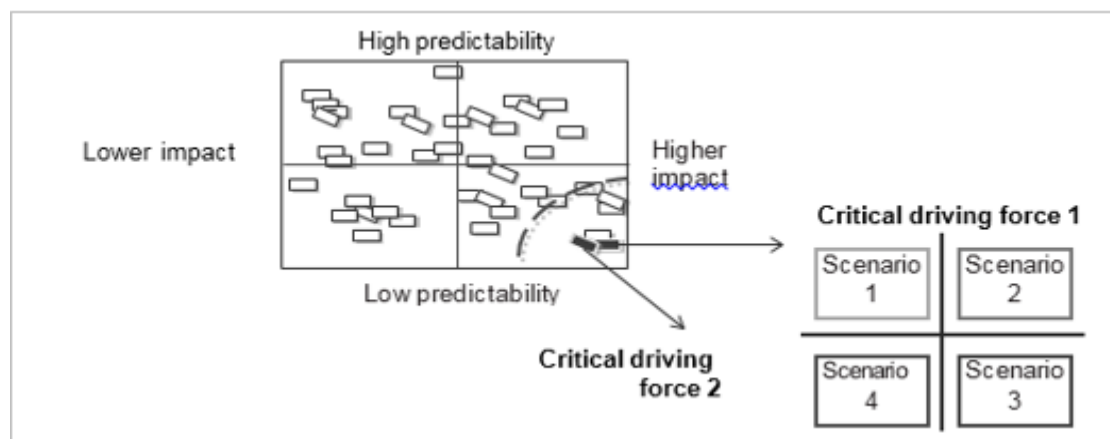 High predictability
Lower impact
Higher
impact
Low predictability
Critical driving force 1
Scenario
1
Scenario
2
Critical driving
force 2
Scenario
4
Scenario
3